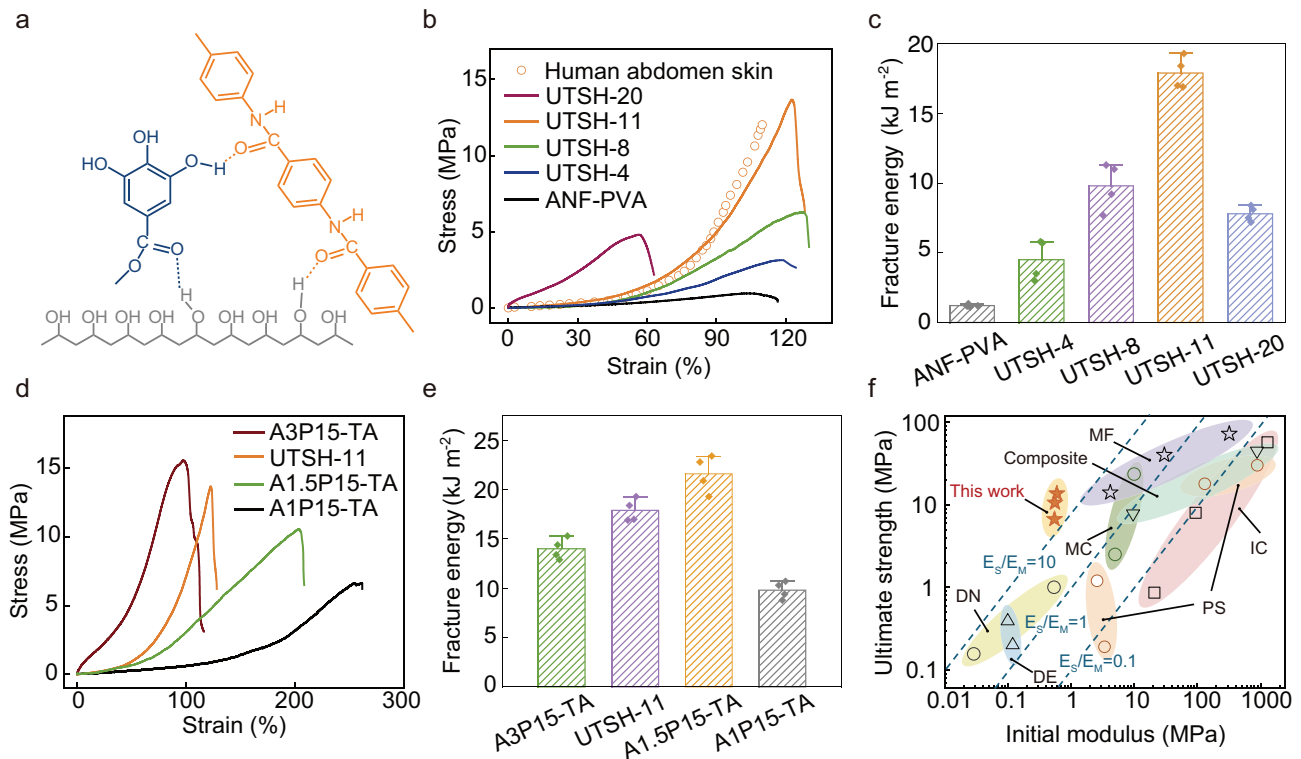 a
OH
HO
OH
O
H
C
O
O
N
H
C
O
N
H
C
O
H
H
OH OH OH OH O OH OH O OH
b
Stress (MPa)
15
10
5
0
0 30 60 90 120
Strain (%)
Human abdomen skin
UTSH-20
UTSH-11
UTSH-8
UTSH-4
ANF-PVA
c
Fracture energy (kJ m-2)
20
15
10
5
0
ANF-PVA
UTSH-4
UTSH-8
UTSH-11
UTSH-20
d
Stress (MPa)
15
10
5
0
0 100 200 300
Strain (%)
A3P15-TA
UTSH-11
A1.5P15-TA
A1P15-TA
e
Fracture energy (kJ m-2)
25
20
15
10
5
0
A3P15-TA
UTSH-11
A1.5P15-TA
A1P15-TA
f
Ultimate strength (MPa)
100
10
1
0.1
0.01 0.1 1 10 100 1000
Initial modulus (MPa)
MF
Composite
This work
MC
IC
ES/EM=10
DN
PS
ES/EM=1
ES/EM=0.1
DE